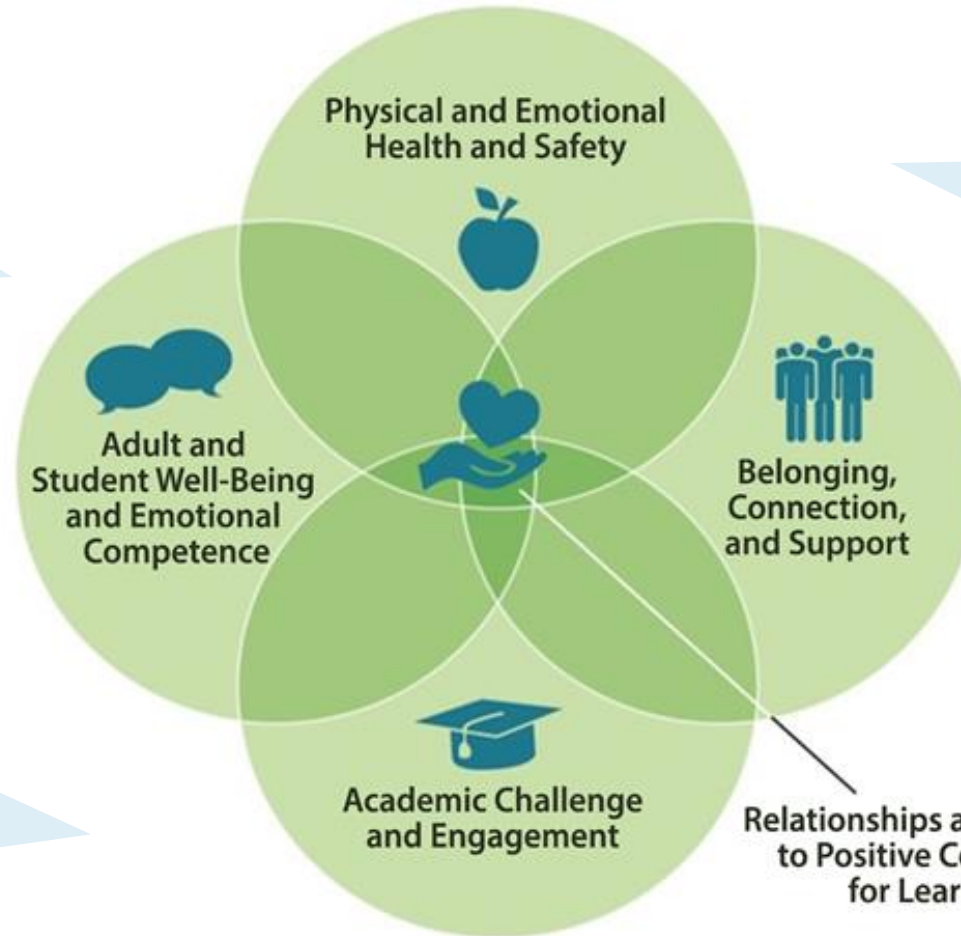 Physical and Emotional
Health and Safety
Adult and
Student Well-Being
and Emotional
Competence
Belonging,
Connection,
and Support
Academic Challenge
and Engagement
Relationships
to Positive
for